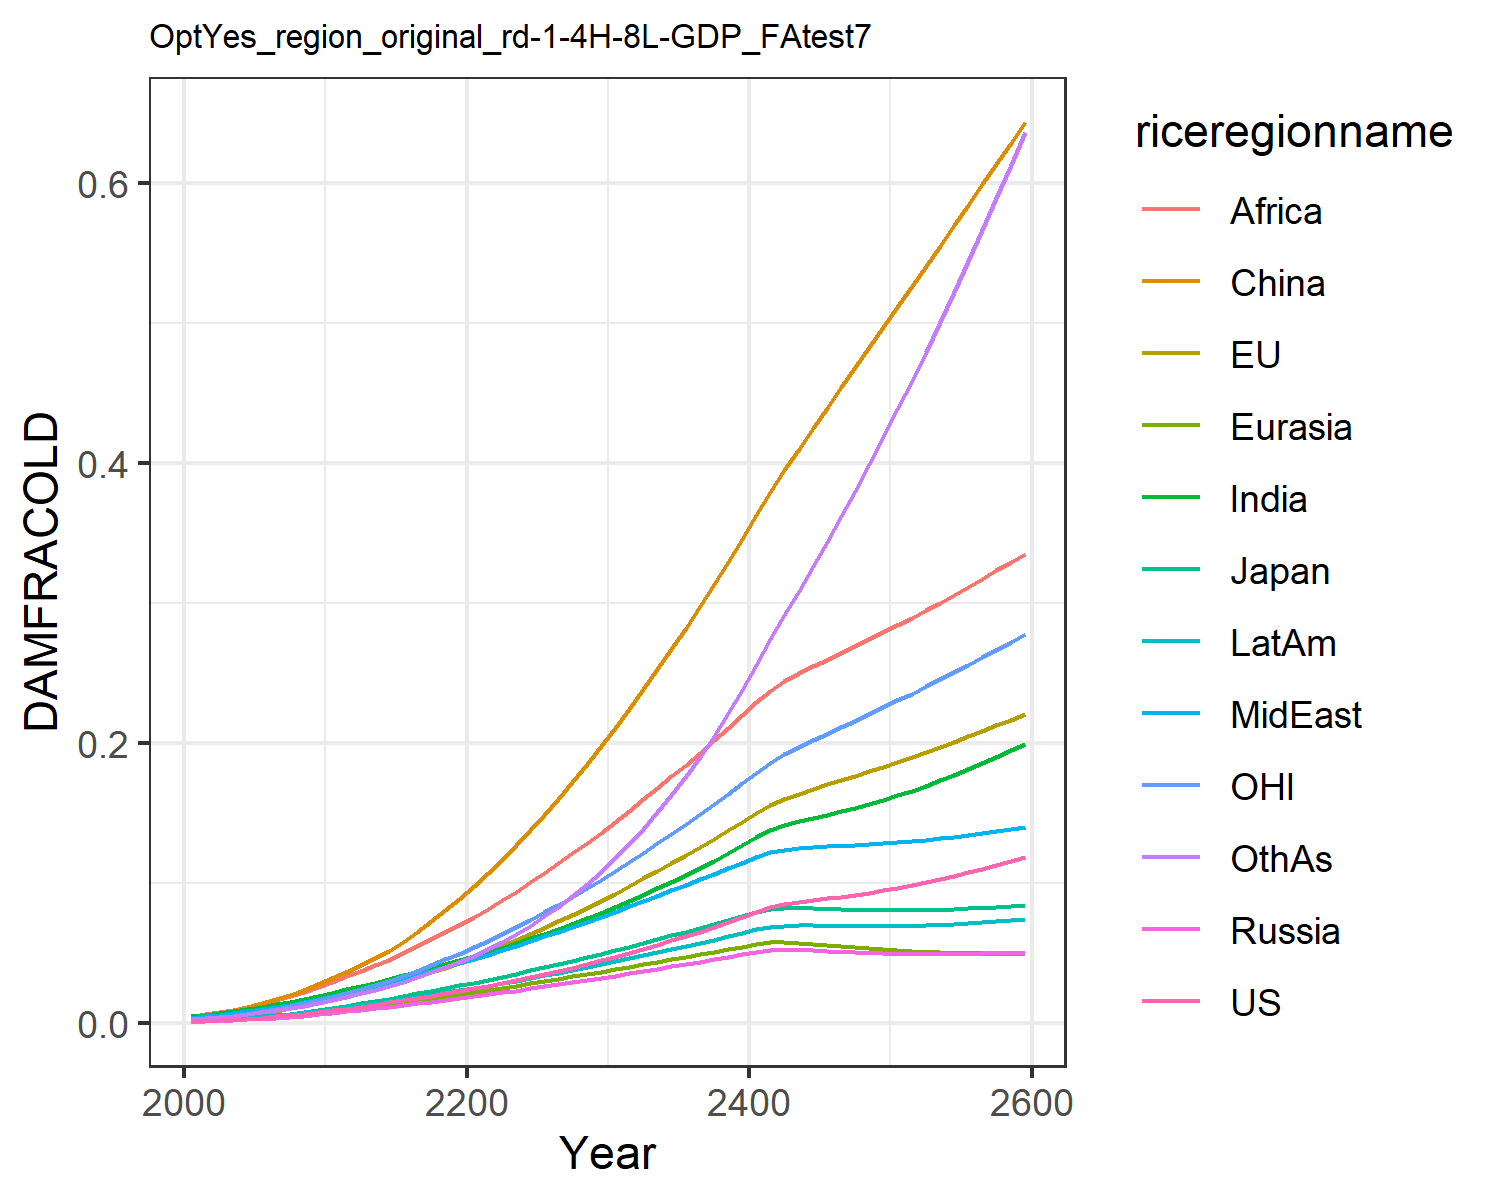 OptYes_region_original_rd-1-4H-8L-GDP_FAtest7
DAMFRACOLD
0.6
0.4
0.2
0.0
2000
2200
2400
2600
Year
riceregionname
Africa
China
EU
Eurasia
India
Japan
LatAm
MidEast
OHI
OthAs
Russia
US